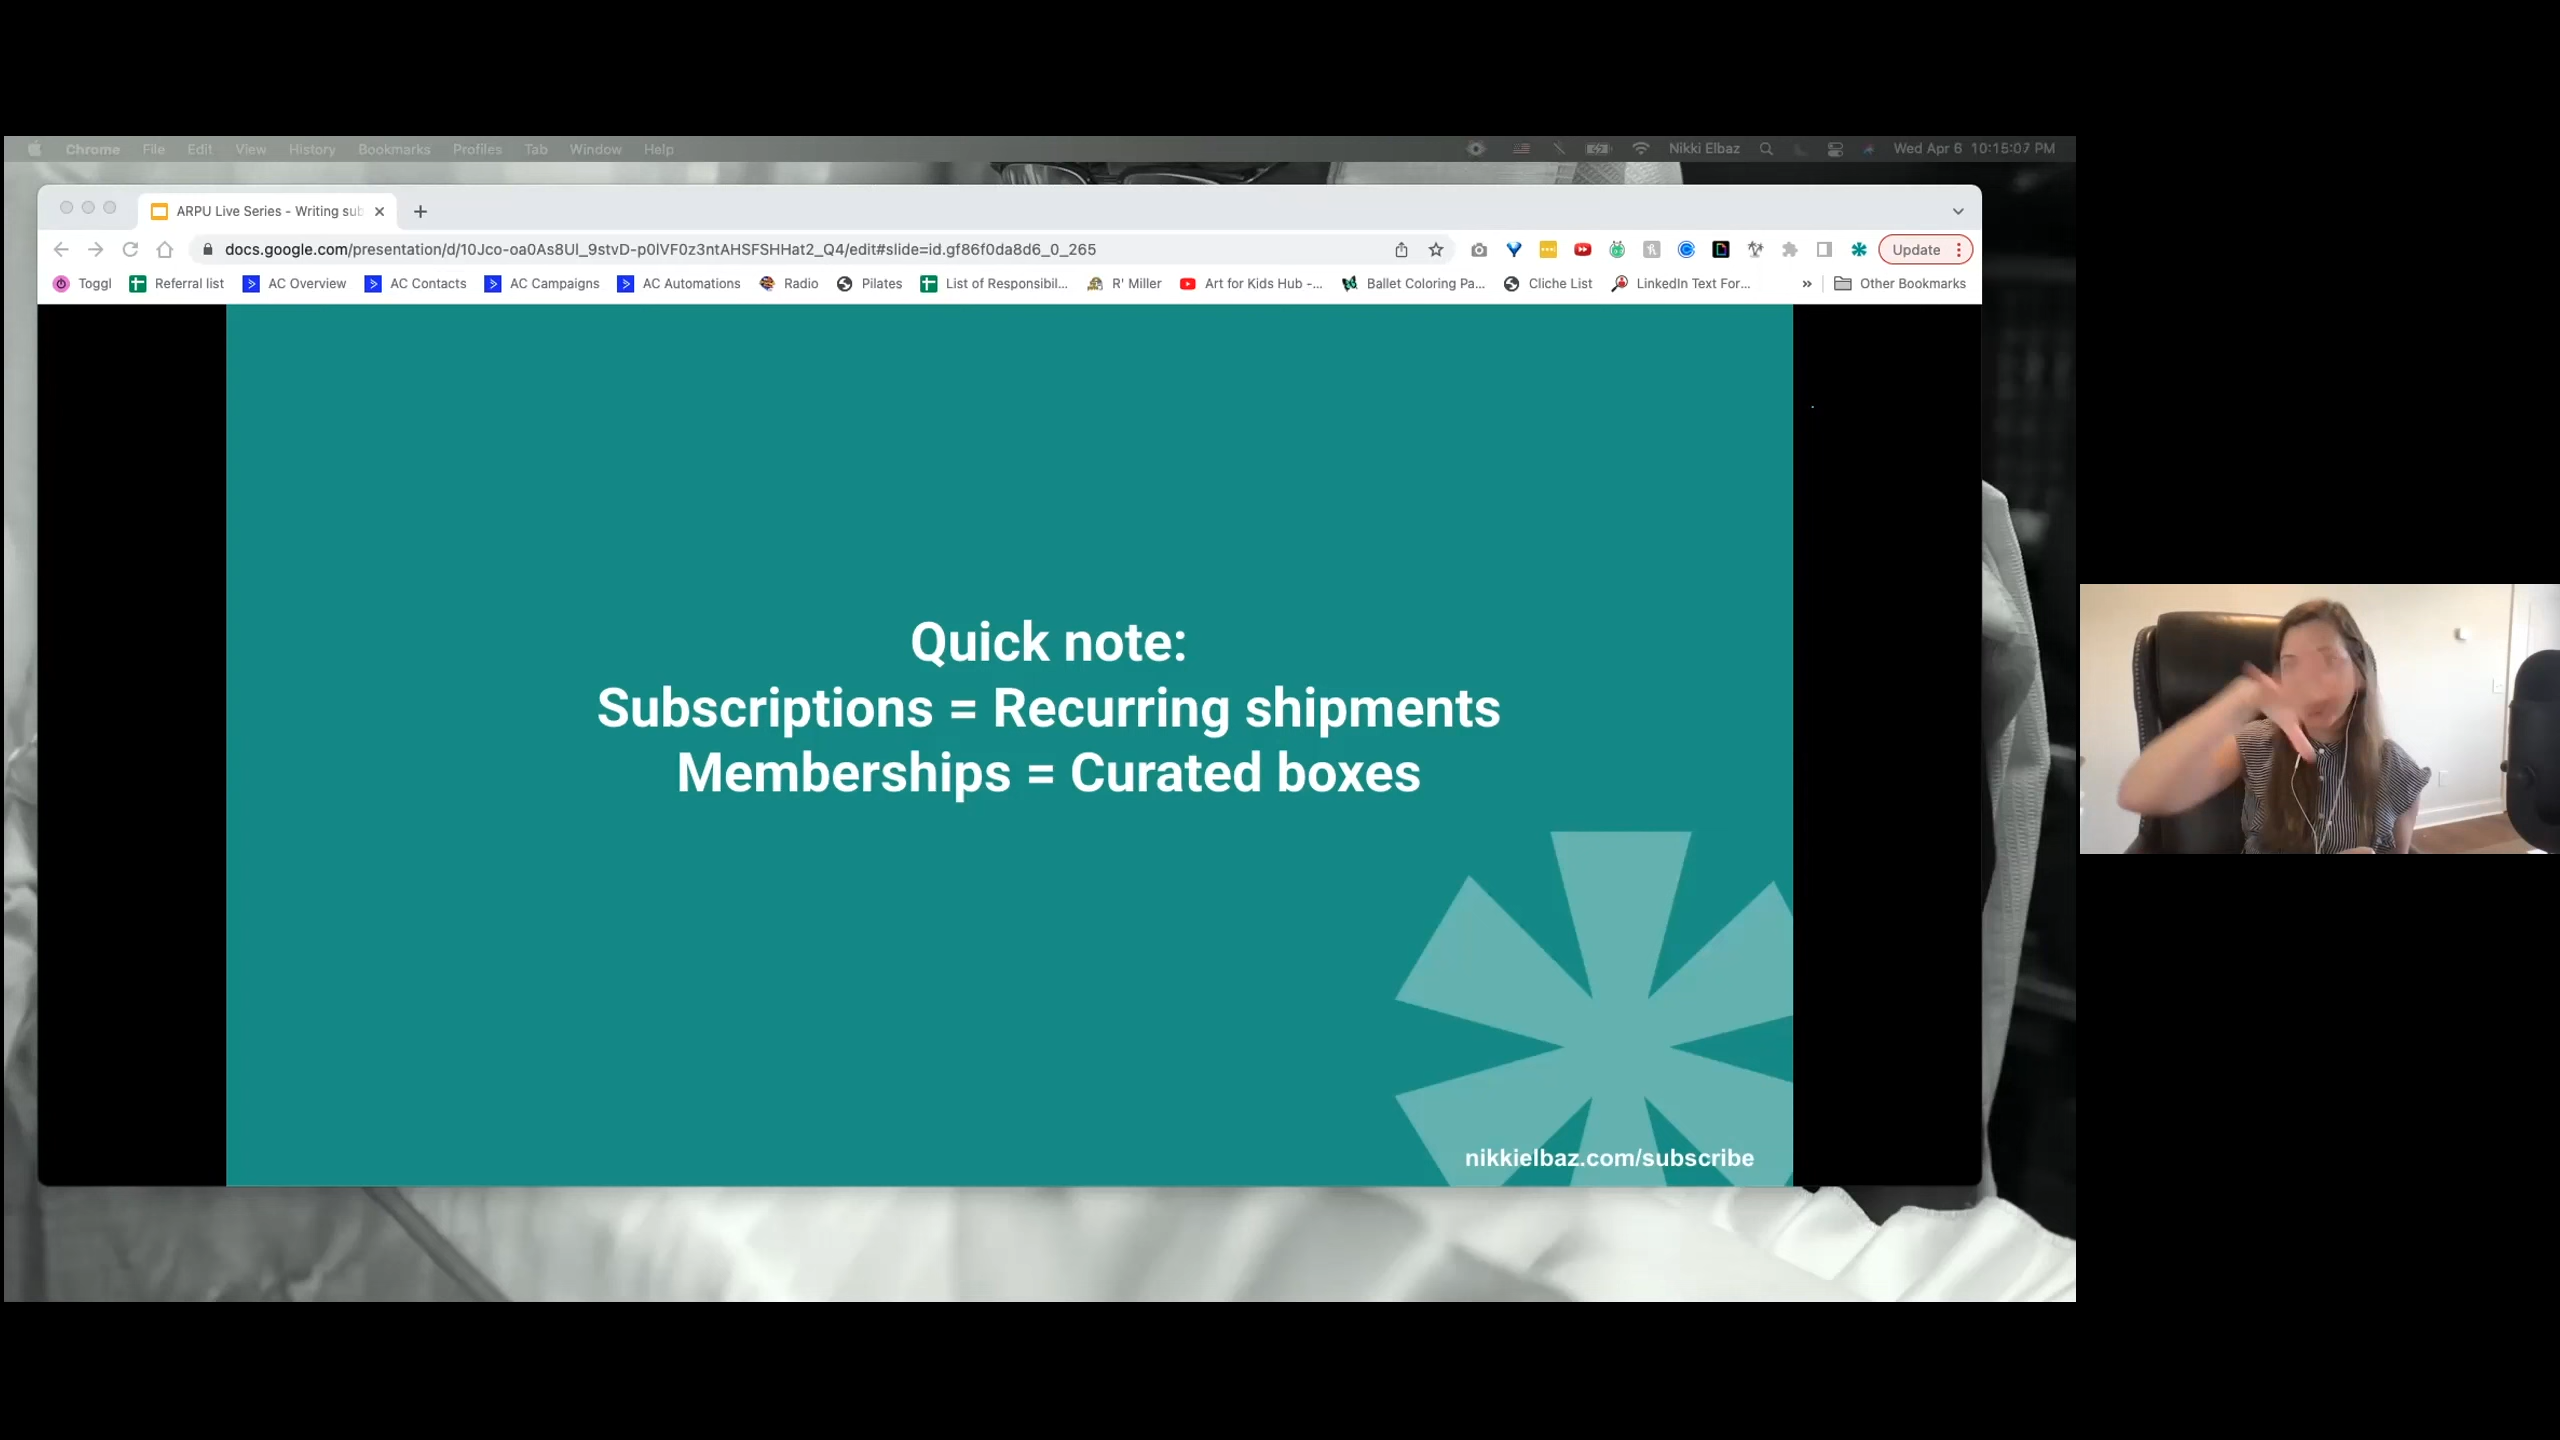 Chrome File Edit View History Bookmarks Profiles Tab Window Help Nikki Elbaz Wed Apr 6 10:15:07 PM
ARPU Live Series - Writing sub
docs.google.com/presentation/d/10Jco-oa0As8UI_9stvD-p0lVF0z3ntAHSFSHHat2_Q4/edit#slide=id.gf86f0da8d6_0_265 Update
Toggl Referral list AC Overview AC Contacts AC Campaigns AC Automations Radio Pilates List of Responsibil... R' Miller Art for Kids Hub -... Ballet Coloring Pa... Cliche List LinkedIn Text For... » Other Bookmarks
Quick note:
Subscriptions = Recurring shipments
Memberships = Curated boxes
nikkielbaz.com/subscribe